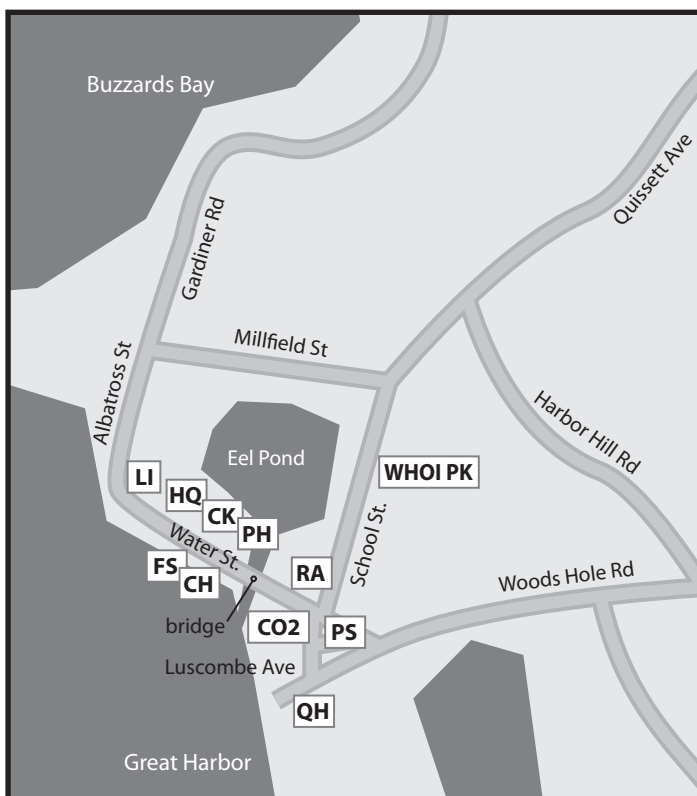 Buzzards Bay
Quissett Ave
Gardiner Rd
Millfield St
Albatross St
Harbor Hill Rd
Eel Pond
WHOI PK
LI
HQ
CK
PH
School St.
Water St.
FS
CH
RA
Woods Hole Rd
bridge
CO2
PS
Luscombe Ave
QH
Great Harbor